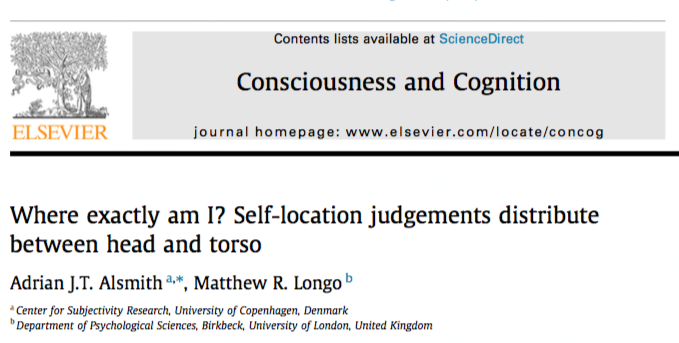 Contents lists available at ScienceDirect
Consciousness and Cognition
ELSEVIER
journal homepage: www.elsevier.com/locate/concog
Where exactly am I? Self-location judgements distribute
between head and torso
Adrian J.T. Alsmith a,*, Matthew R. Longo b
a Center for Subjectivity Research, University of Copenhagen, Denmark
b Department of Psychological Sciences, Birkbeck, University of London, United Kingdom